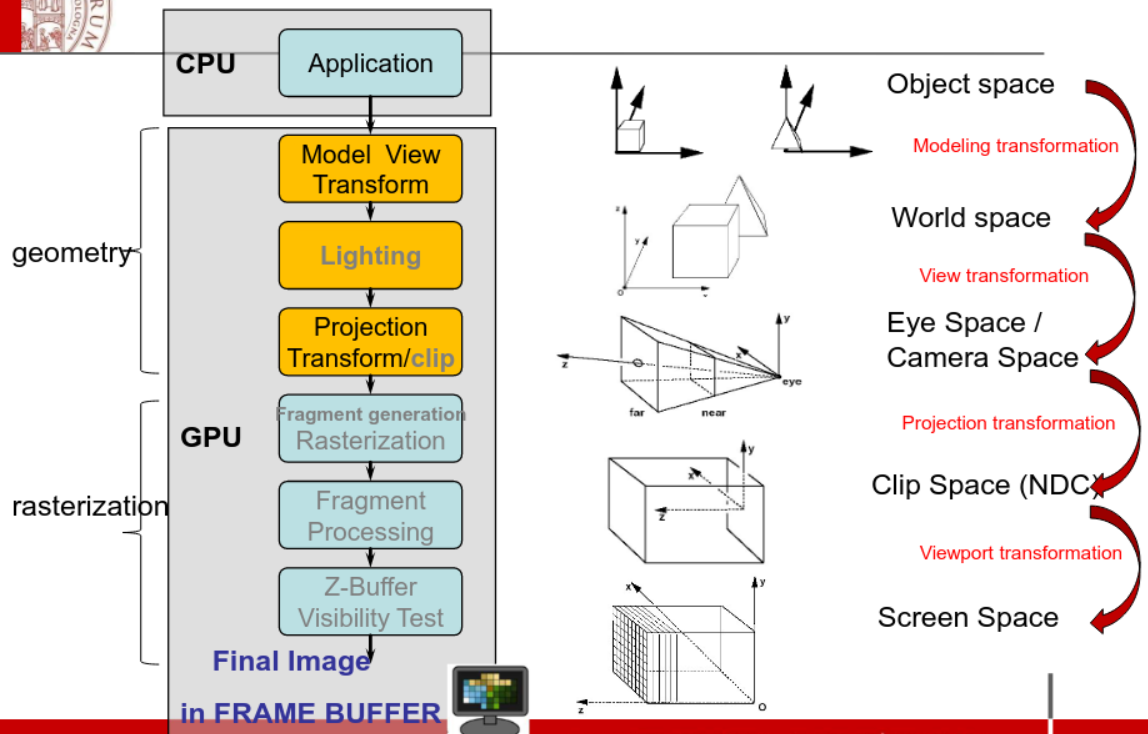 RUM
OLOGNA
CPU
Application
Model View
Transform
Lighting
Projection
Transform/clip
geometry
GPU
Fragment generation
Rasterization
Fragment
Processing
Z-Buffer
Visibility Test
rasterization
Final Image
in FRAME BUFFER
z
y
o
z
x
y
eye
far
near
z
x
y
x
y
z
o
Object space
Modeling transformation
World space
View transformation
Eye Space /
Camera Space
Projection transformation
Clip Space (NDC)
Viewport transformation
Screen Space